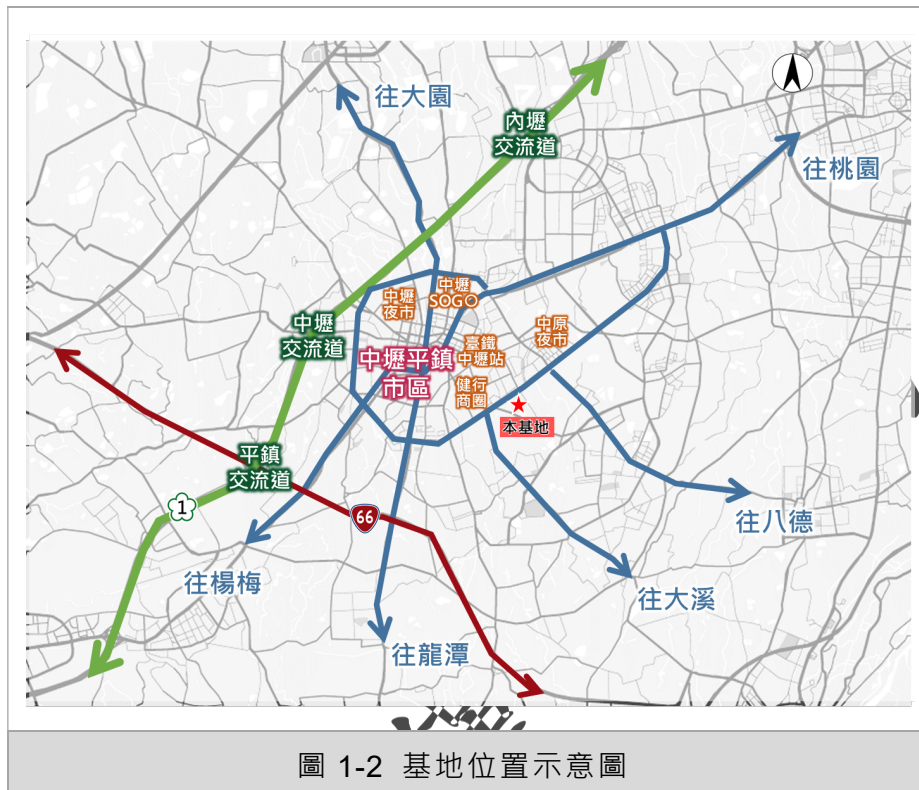 往大園
內壢
交流道
往桃園
中壢
夜市
中壢
SOGO
中壢
交流道
臺鐵
中壢站
中原
夜市
中壢平鎮
市區
健行
商圈
本基地
平鎮
交流道
1
66
往八德
往楊梅
往大溪
往龍潭
圖 1-2 基地位置示意圖